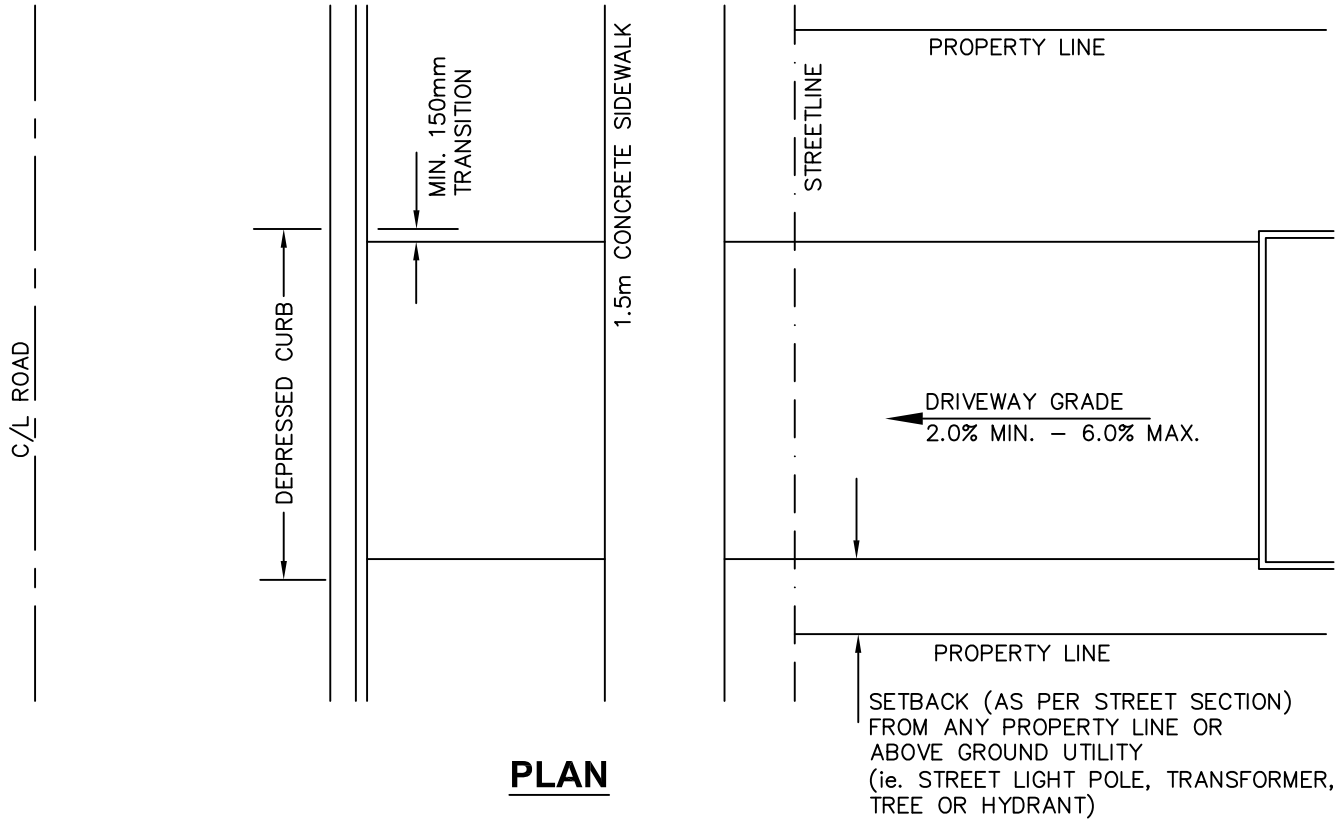 PROPERTY LINE
STREETLINE
MIN. 150mm
TRANSITION
1.5m CONCRETE SIDEWALK
DEPRESSED CURB
C/L ROAD
DRIVEWAY GRADE
2.0% MIN. – 6.0% MAX.
PROPERTY LINE
SETBACK (AS PER STREET SECTION)
FROM ANY PROPERTY LINE OR
ABOVE GROUND UTILITY
(ie. STREET LIGHT POLE, TRANSFORMER,
TREE OR HYDRANT)
PLAN